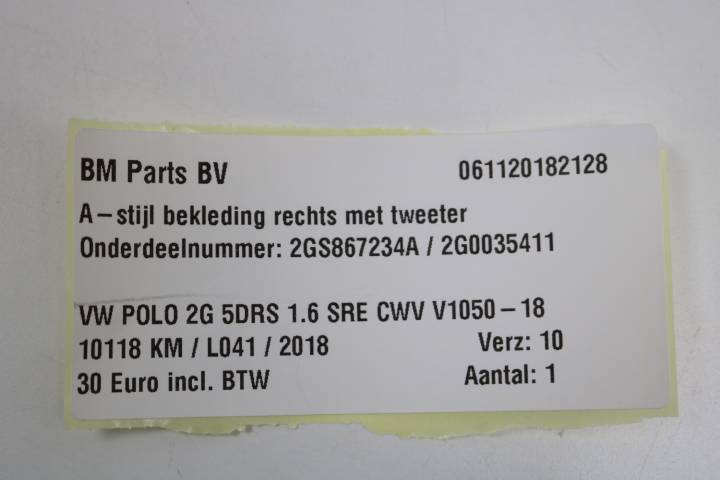 BM Parts BV 061120182128
A-stijl bekleding rechts met tweeter
Onderdeelnummer: 2GS867234A / 2G0035411
VW POLO 2G 5DRS 1.6 SRE CWV V1050-18
10118 KM / L041 / 2018 Verz: 10
30 Euro incl. BTW Aantal: 1